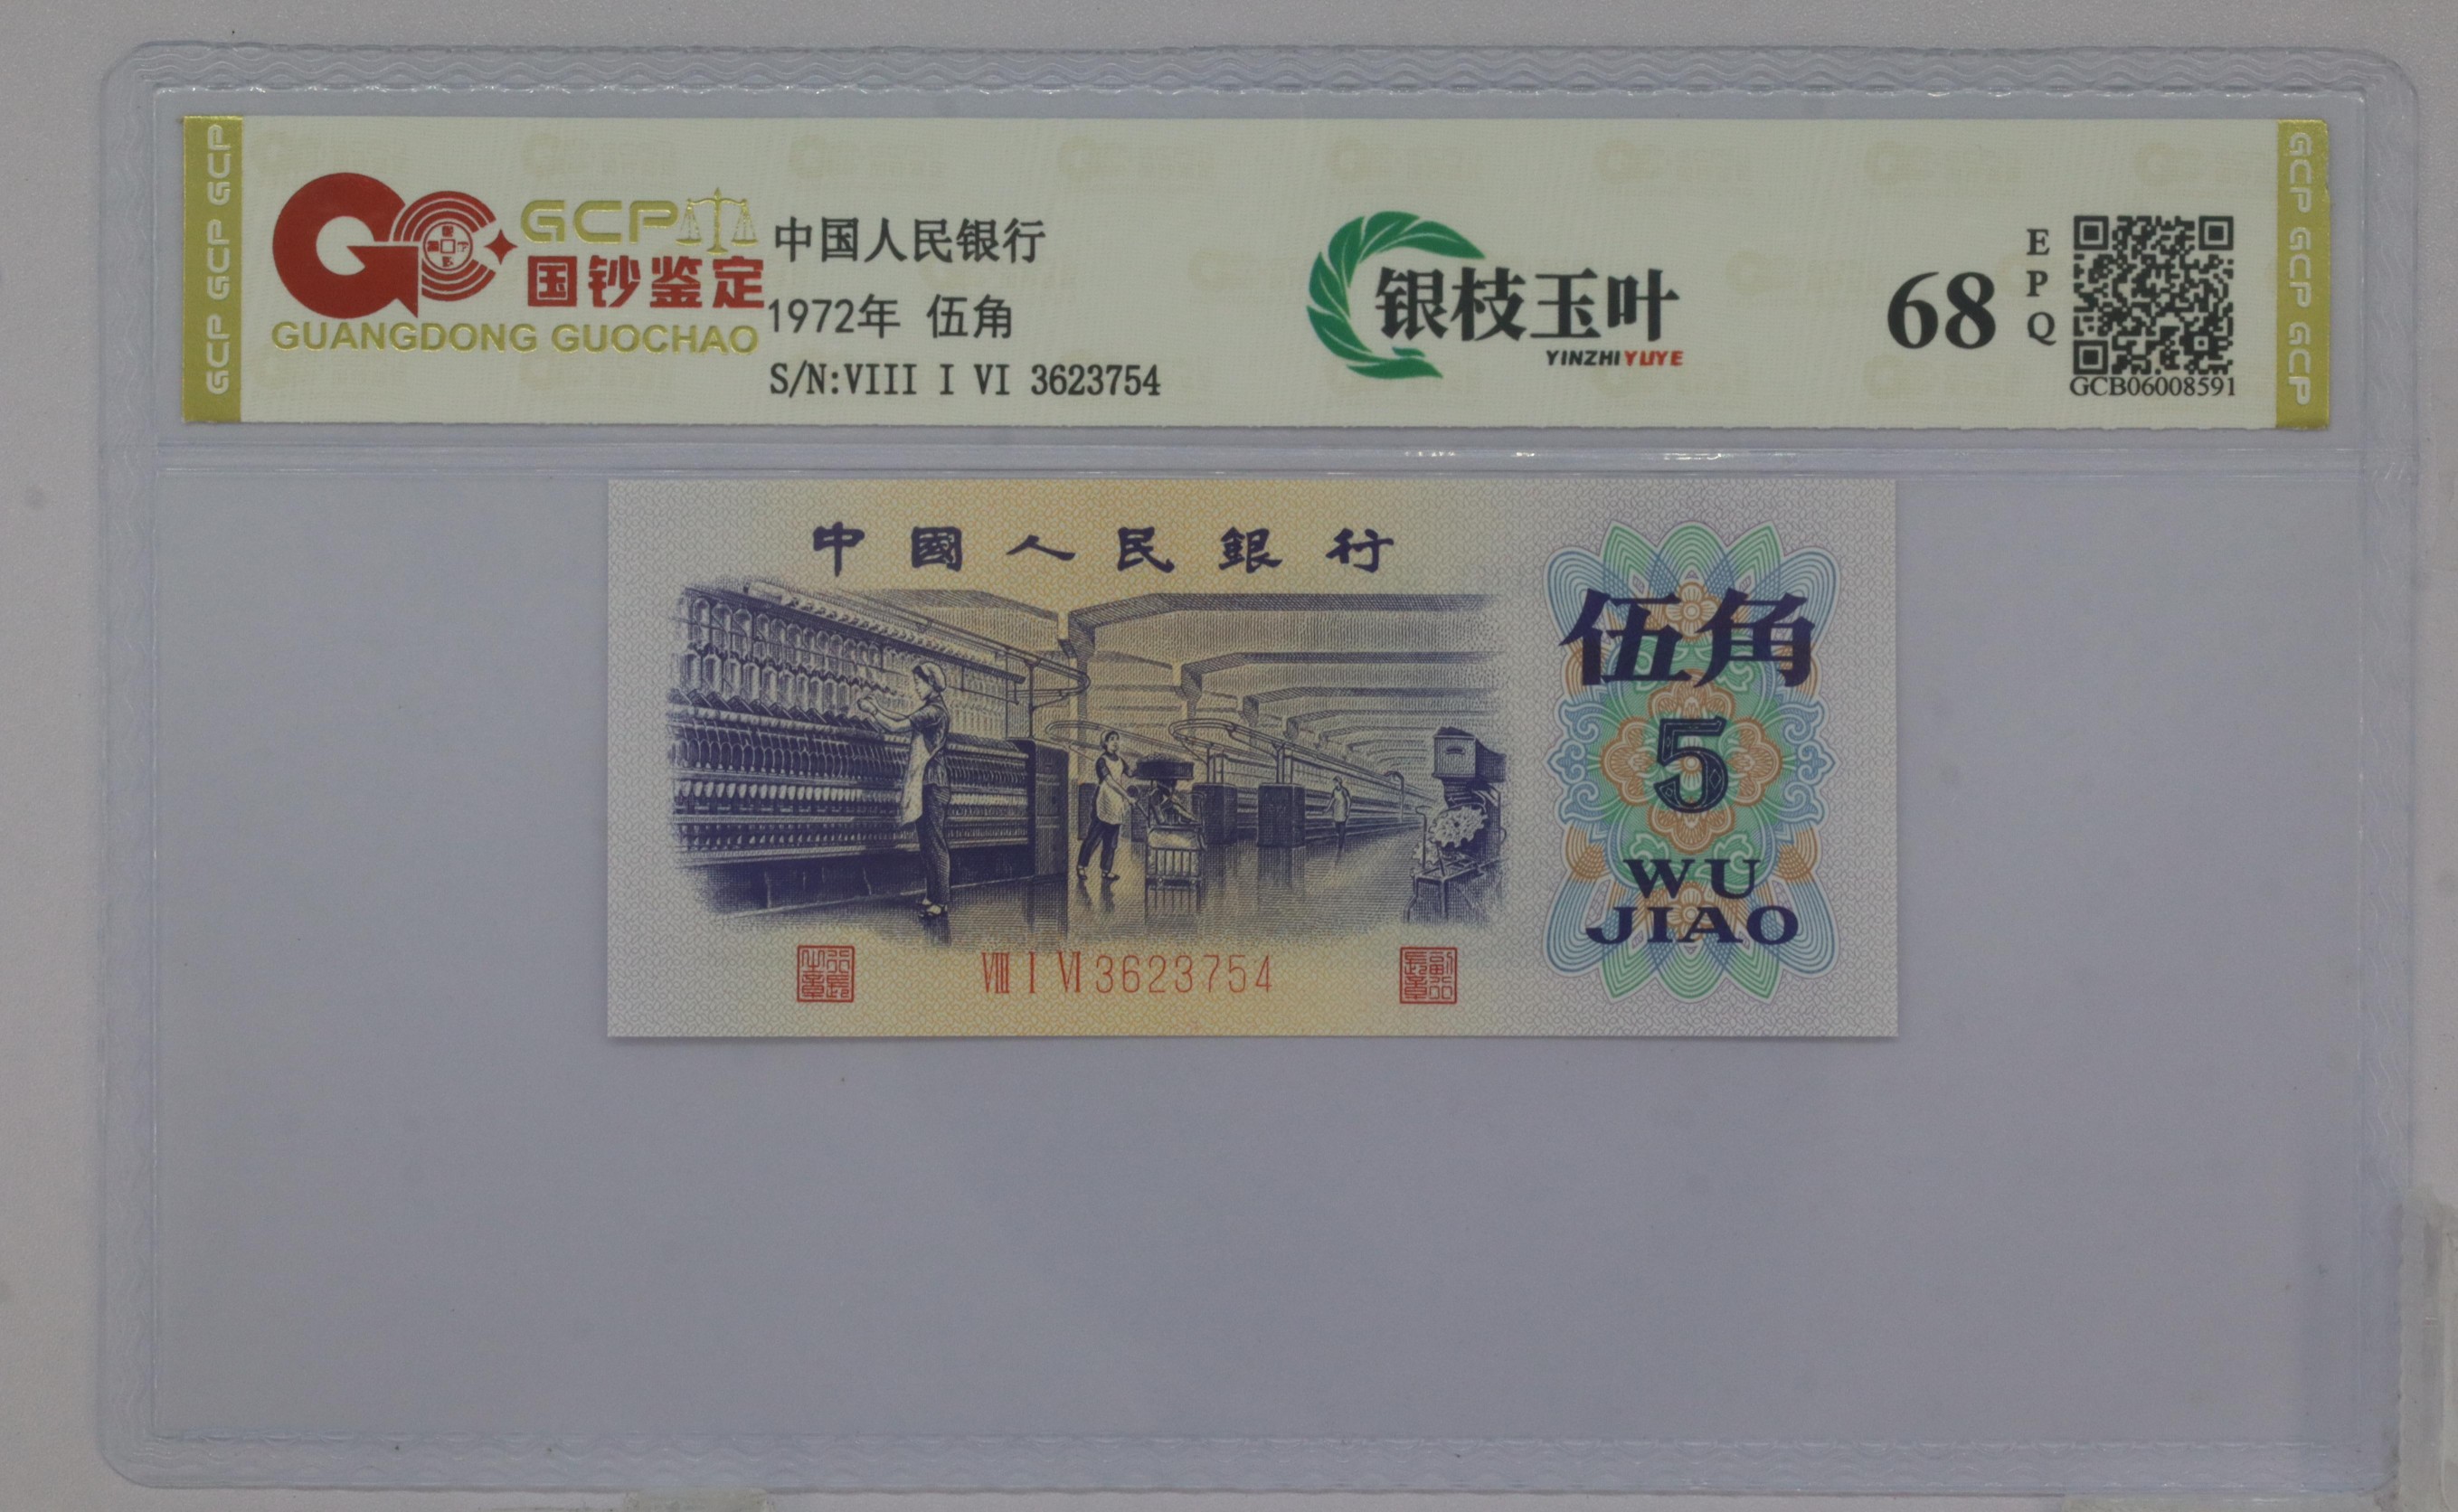 GCP GCP GCP
GCP
国钞鉴定
GUANGDONG GUOCHAO
中国人民银行
1972年 伍角
S/N:VIII I VI 3623754
银枝玉叶
YINZHIYUYE
68
EPQ
GCB06008591
GCP GCP GCP
中國人民銀行
伍角
5
WU
JIAO
VIII I VI 3623754